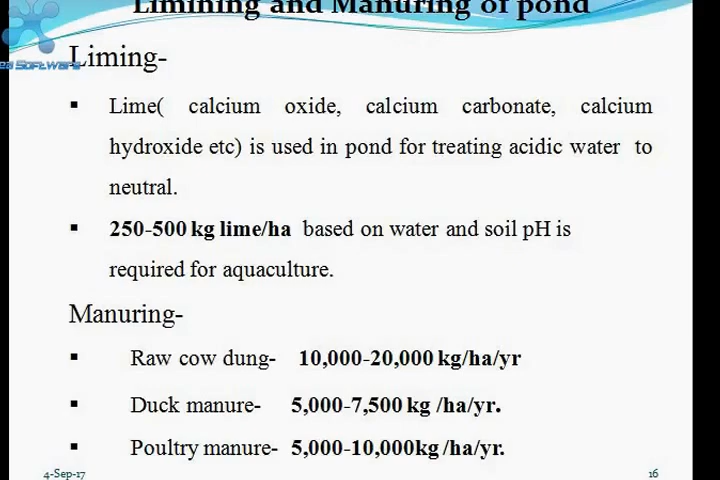 Limining and Manuring of pond
Software
Liming-
▪ Lime( calcium oxide, calcium carbonate, calcium
hydroxide etc) is used in pond for treating acidic water to
neutral.
▪ 250-500 kg lime/ha based on water and soil pH is
required for aquaculture.
Manuring-
▪ Raw cow dung- 10,000-20,000 kg/ha/yr
▪ Duck manure- 5,000-7,500 kg /ha/yr.
▪ Poultry manure- 5,000-10,000kg /ha/yr.
4-Sep-17
16